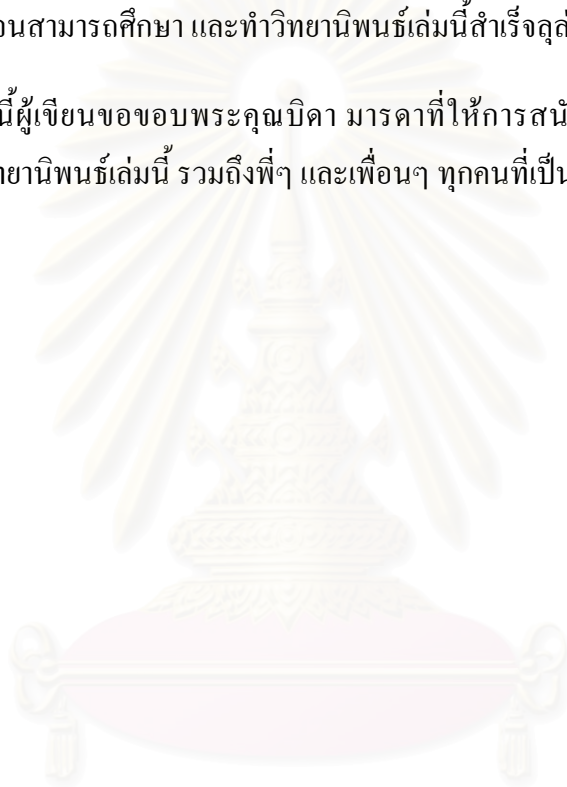 อนสามารถศึกษา และทำวิทยานิพนธ์เล่มนี้สำเร็จลุล่
นี้ผู้เขียนขอขอบพระคุณบิดา มารดาที่ให้การสนั
ทยานิพนธ์เล่มนี้ รวมถึงพี่ๆ และเพื่อนๆ ทุกคนที่เป็น